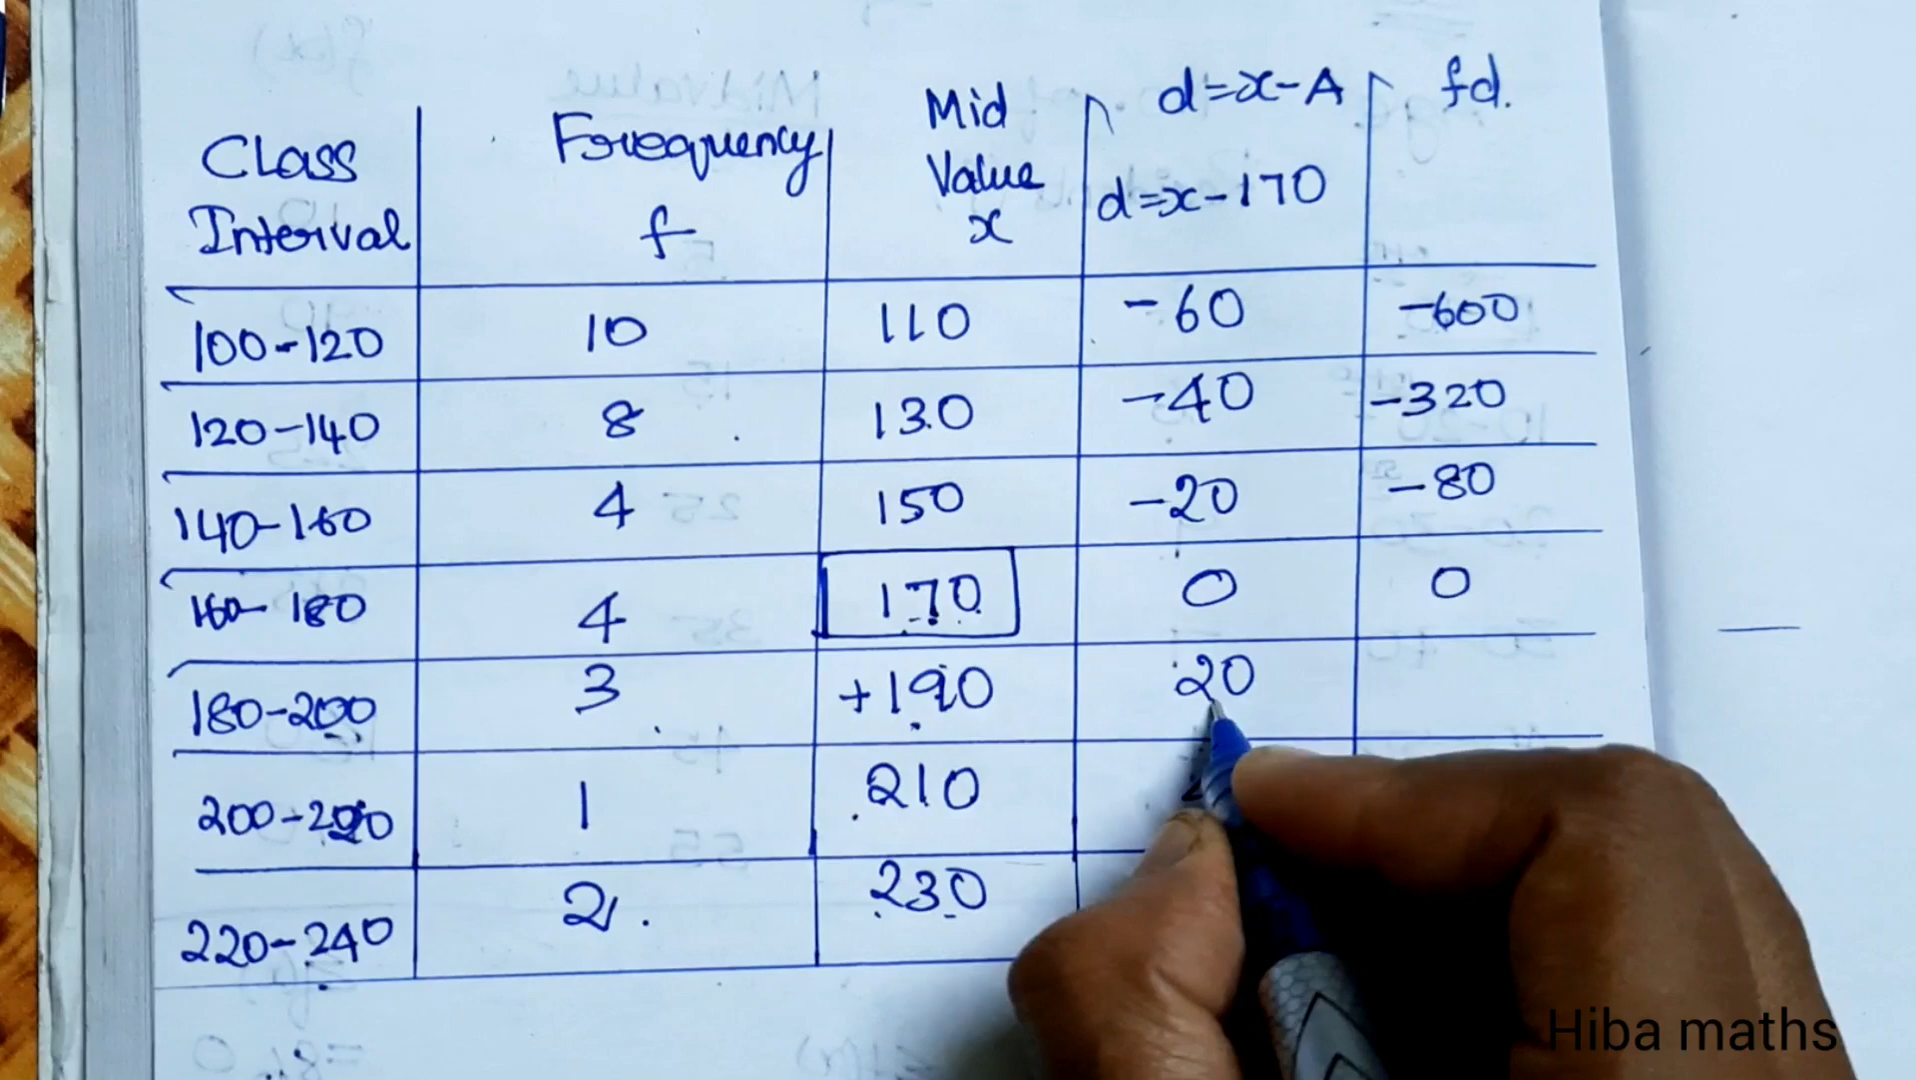 Class Interval | Frequency f | Mid Value x | d=x-A d=x-170 | fd.
100-120 | 10 | 110 | -60 | -600
120-140 | 8 | 130 | -40 | -320
140-160 | 4 | 150 | -20 | -80
160-180 | 4 | 170 | 0 | 0
180-200 | 3 | +190 | 20
200-220 | 1 | 210
220-240 | 2 | 230
Hiba maths